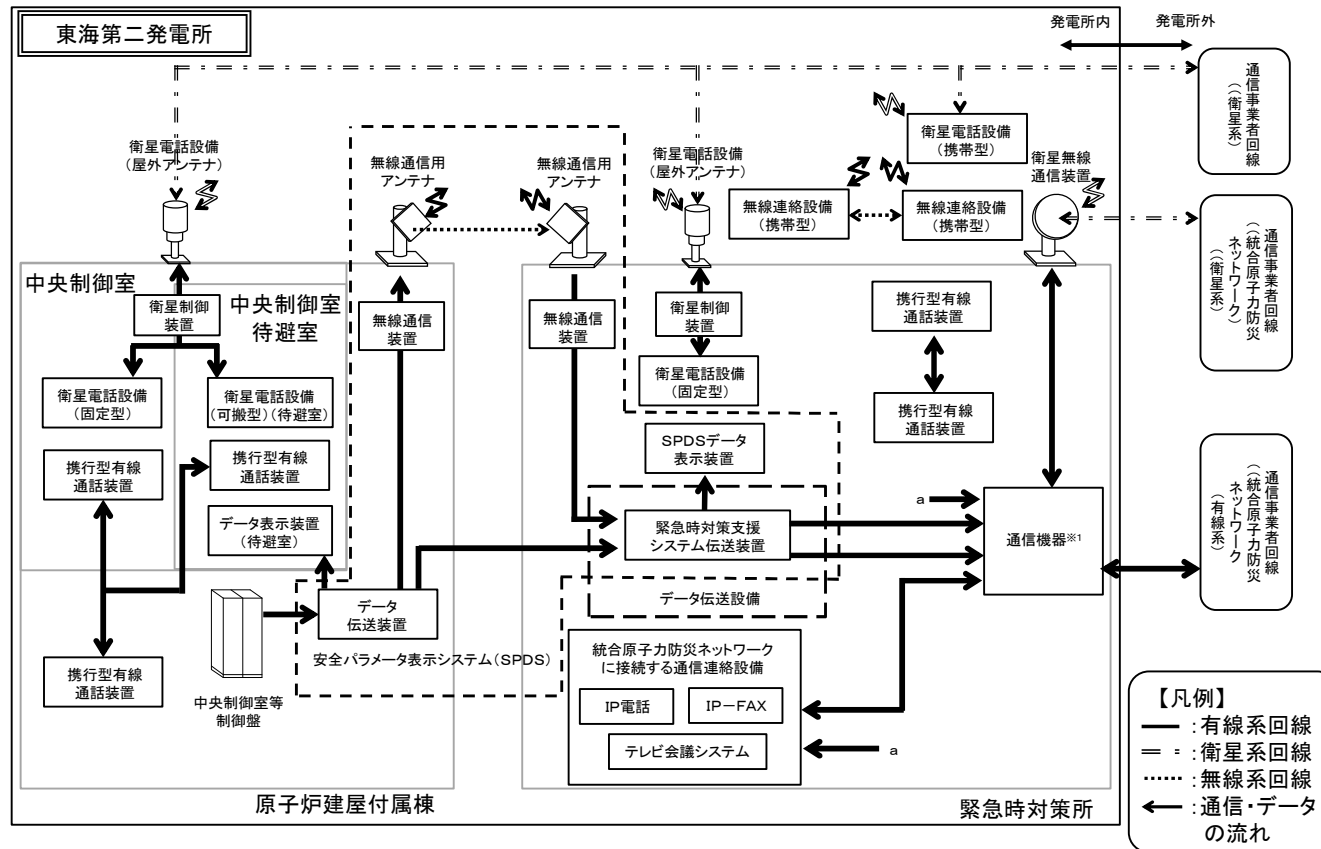 東海第二発電所
発電所内
発電所外
通信事業者回線
(（衛星系）
衛星電話設備
(携帯型)
衛星電話設備
(屋外アンテナ)
無線通信用
アンテナ
無線通信用
アンテナ
衛星電話設備
(屋外アンテナ)
衛星無線
通信装置
無線連絡設備
(携帯型)
無線連絡設備
(携帯型)
通信事業者回線
(（統合原子力防災
ネットワーク）
(衛星系)
中央制御室
中央制御室
待避室
衛星制御
装置
無線通信
装置
無線通信
装置
衛星制御
装置
携行型有線
通話装置
衛星電話設備
(固定型)
衛星電話設備
(可搬型)(待避室)
衛星電話設備
(固定型)
携行型有線
通話装置
携行型有線
通話装置
携行型有線
通話装置
SPDSデータ
表示装置
通信事業者回線
(（統合原子力防災
ネットワーク
(有線系)
データ表示装置
(待避室)
緊急時対策支援
システム伝送装置
a
通信機器※1
データ伝送設備
データ
伝送装置
安全パラメータ表示システム(SPDS)
携行型有線
通話装置
中央制御室等
制御盤
統合原子力防災ネットワーク
に接続する通信連絡設備
IP電話
IP－FAX
テレビ会議システム
a
原子炉建屋付属棟
緊急時対策所
【凡例】
：有線系回線
：衛星系回線
：無線系回線
：通信・データ
の流れ